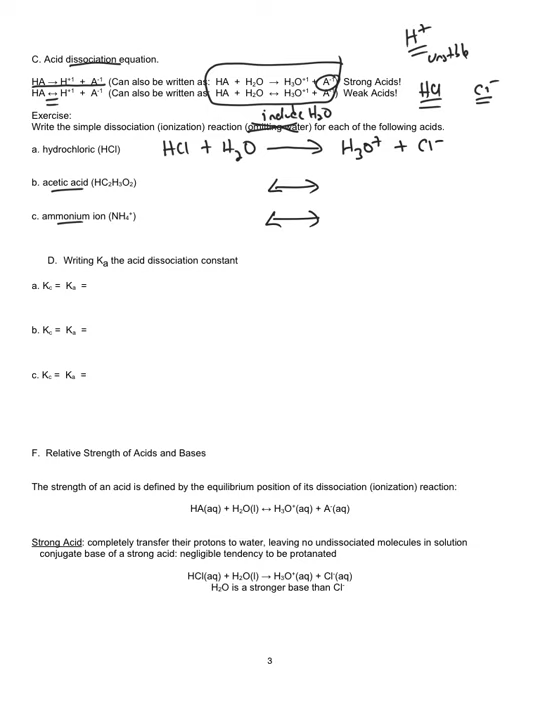 H⁺
unstble
C. Acid dissociation equation.
HA → H⁺¹ + A⁻¹ (Can also be written as: HA + H₂O → H₃O⁺¹ + A⁻¹) Strong Acids!
HA ↔ H⁺¹ + A⁻¹ (Can also be written as: HA + H₂O ↔ H₃O⁺¹ + A⁻¹) Weak Acids!
HCl Cl⁻
Exercise:
include H₂O
Write the simple dissociation (ionization) reaction (omitting water) for each of the following acids.
a. hydrochloric (HCl) HCl + H₂O → H₃O⁺ + Cl⁻
b. acetic acid (HC₂H₃O₂) ↔
c. ammonium ion (NH₄⁺) ↔
D. Writing Kₐ the acid dissociation constant
a. K꜀ = Kₐ =
b. K꜀ = Kₐ =
c. K꜀ = Kₐ =
F. Relative Strength of Acids and Bases
The strength of an acid is defined by the equilibrium position of its dissociation (ionization) reaction:
HA(aq) + H₂O(l) ↔ H₃O⁺(aq) + A⁻(aq)
Strong Acid: completely transfer their protons to water, leaving no undissociated molecules in solution
conjugate base of a strong acid: negligible tendency to be protanated
HCl(aq) + H₂O(l) → H₃O⁺(aq) + Cl⁻(aq)
H₂O is a stronger base than Cl⁻
3